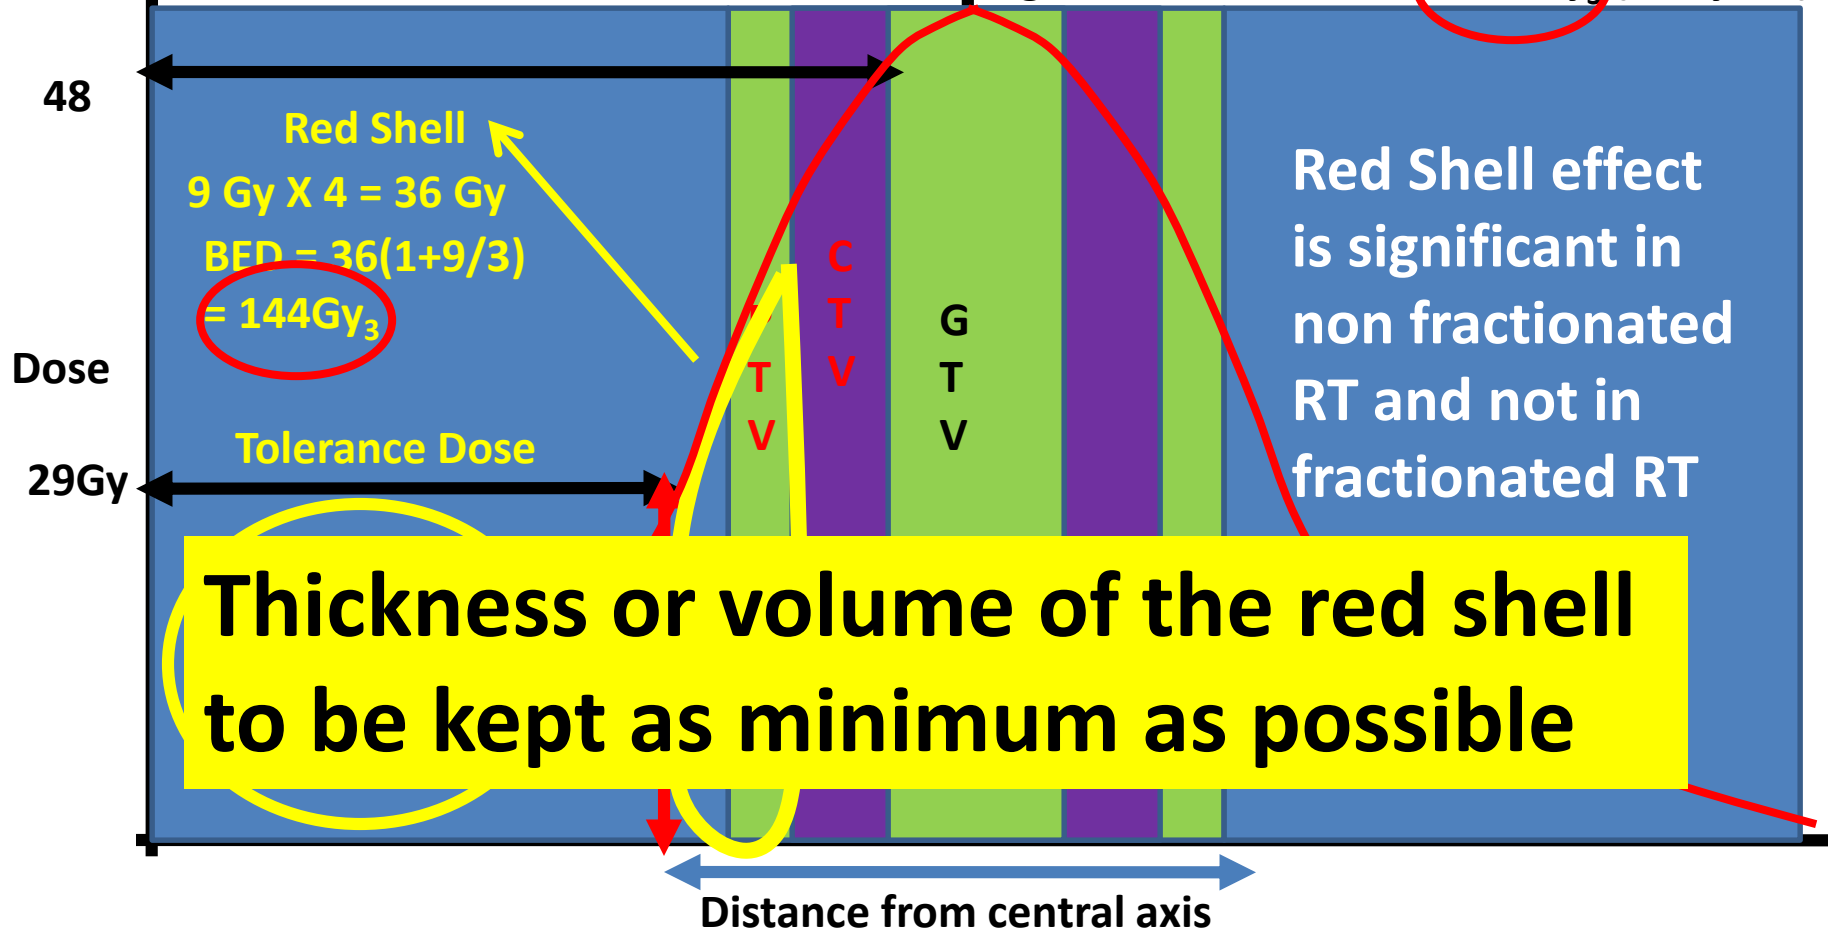 48
Red Shell
9 Gy X 4 = 36 Gy
BED = 36(1+9/3)
= 144Gy3
Dose
Tolerance Dose
29Gy
T
V
C
T
V
G
T
V
Red Shell effect
is significant in
non fractionated
RT and not in
fractionated RT
Thickness or volume of the red shell
to be kept as minimum as possible
Distance from central axis